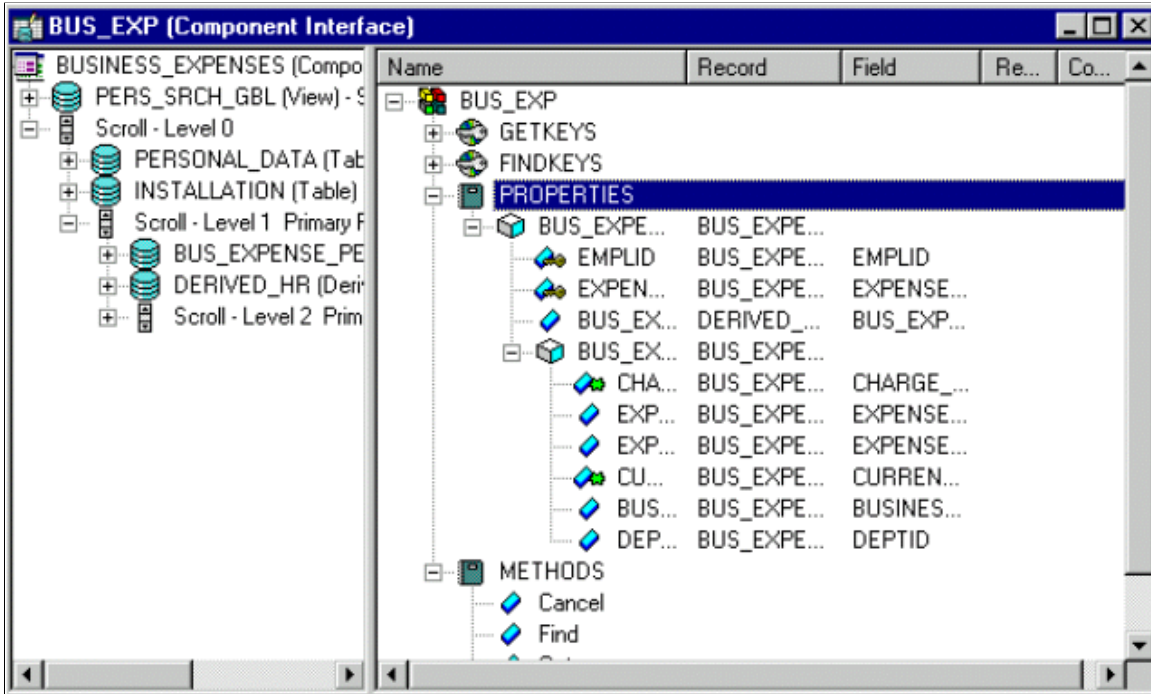 BUS_EXP (Component Interface)
BUSINESS_EXPENSES (Compo
PERS_SRCH_GBL (View) - S
Scroll - Level 0
PERSONAL_DATA (Tab
INSTALLATION (Table)
Scroll - Level 1 Primary F
BUS_EXPENSE_PE
DERIVED_HR (Deri
Scroll - Level 2 Prim
Name Record Field Re... Co...
BUS_EXP
GETKEYS
FINDKEYS
PROPERTIES
BUS_EXPE... BUS_EXPE...
EMPLID BUS_EXPE... EMPLID
EXPEN... BUS_EXPE... EXPENSE...
BUS_EX... DERIVED_... BUS_EXP...
BUS_EX... BUS_EXPE...
CHA... BUS_EXPE... CHARGE_...
EXP... BUS_EXPE... EXPENSE...
EXP... BUS_EXPE... EXPENSE...
CU... BUS_EXPE... CURREN...
BUS... BUS_EXPE... BUSINES...
DEP... BUS_EXPE... DEPTID
METHODS
Cancel
Find